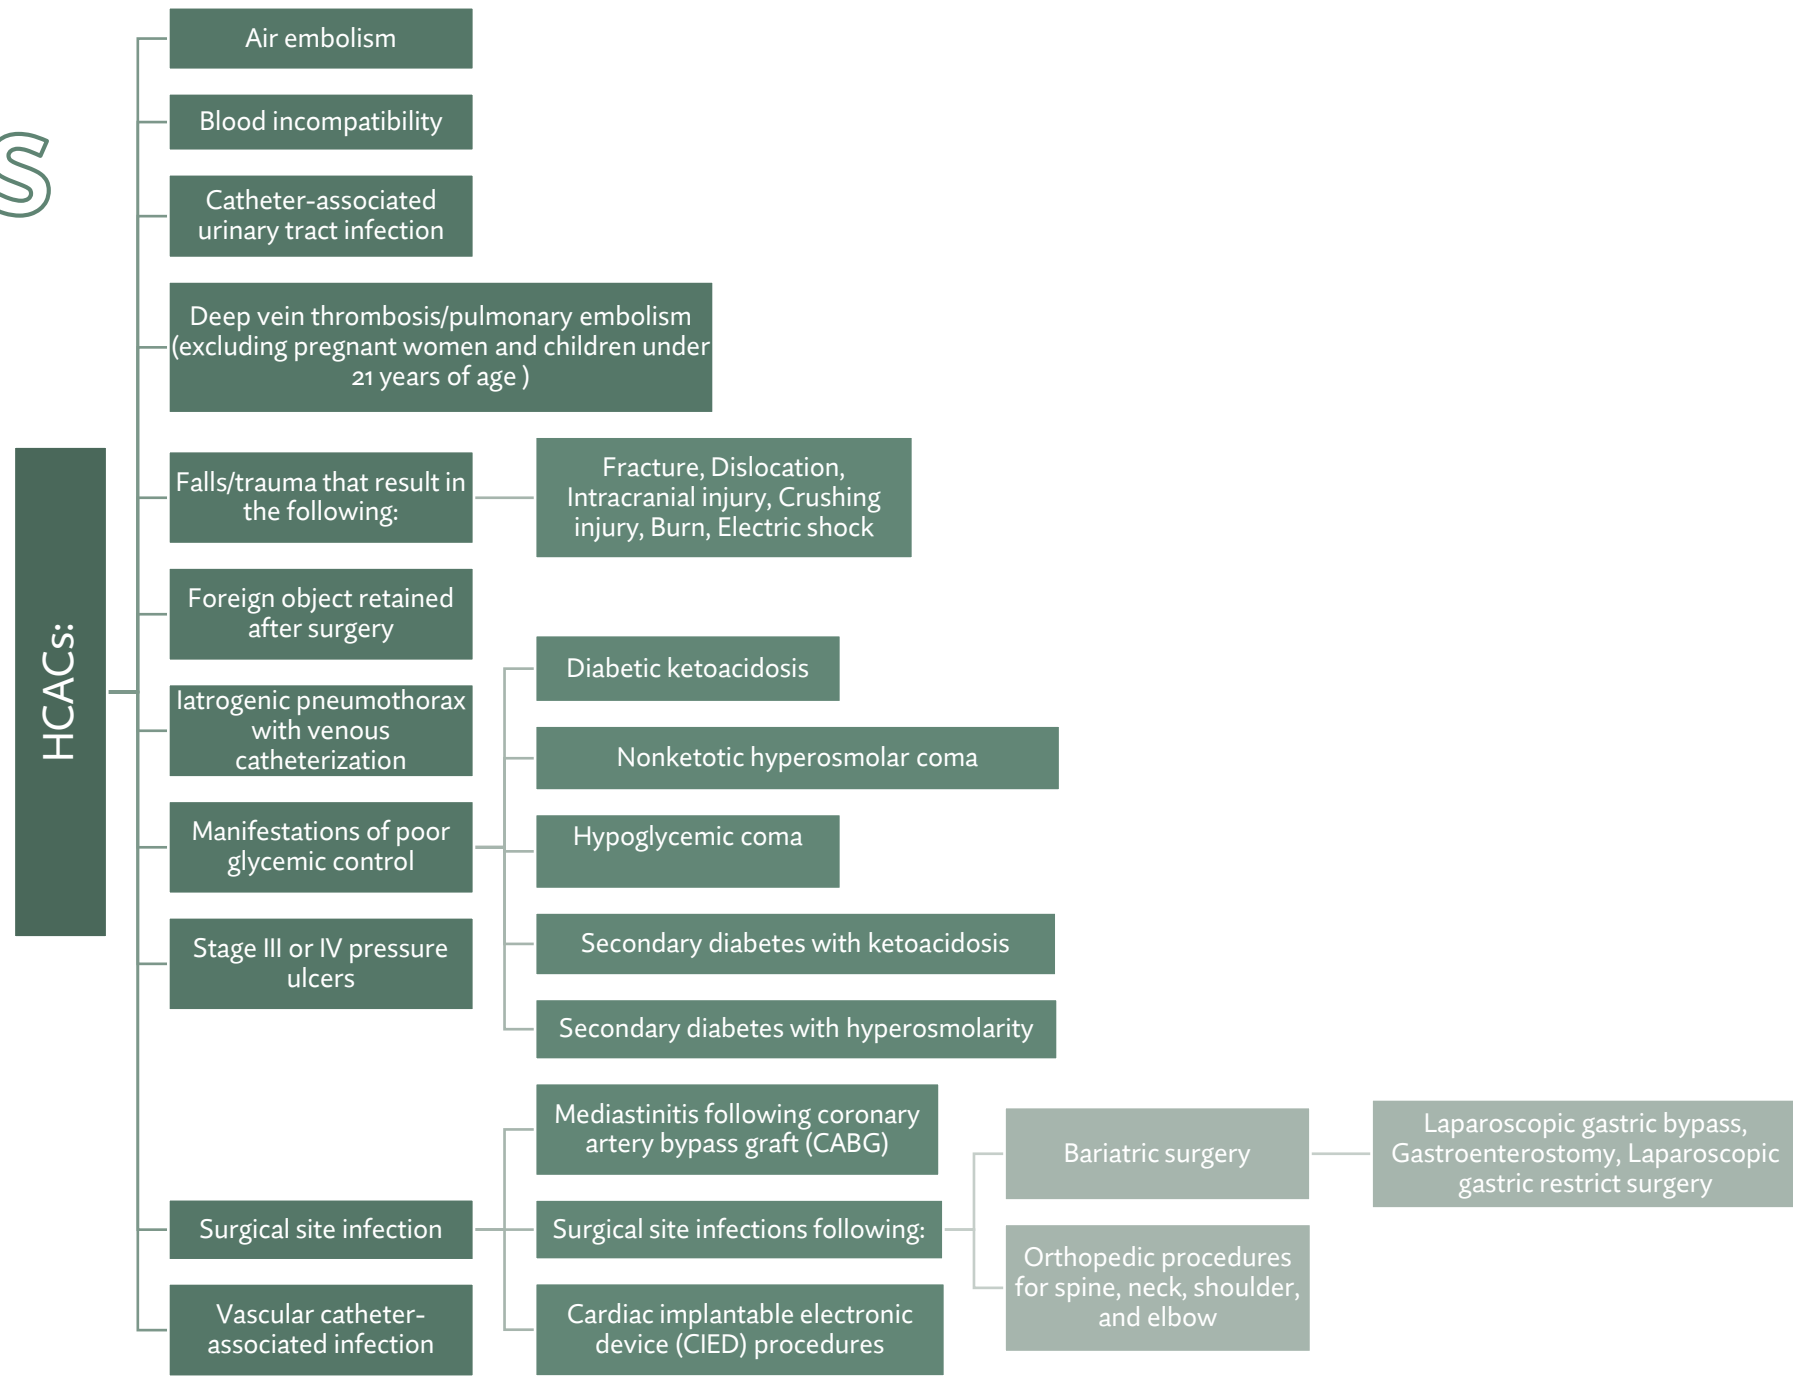 S
HCACs:
Air embolism
Blood incompatibility
Catheter-associated
urinary tract infection
Deep vein thrombosis/pulmonary embolism
(excluding pregnant women and children under
21 years of age )
Falls/trauma that result in
the following:
Fracture, Dislocation,
Intracranial injury, Crushing
injury, Burn, Electric shock
Foreign object retained
after surgery
Iatrogenic pneumothorax
with venous
catheterization
Manifestations of poor
glycemic control
Diabetic ketoacidosis
Nonketotic hyperosmolar coma
Hypoglycemic coma
Secondary diabetes with ketoacidosis
Secondary diabetes with hyperosmolarity
Stage III or IV pressure
ulcers
Surgical site infection
Mediastinitis following coronary
artery bypass graft (CABG)
Surgical site infections following:
Bariatric surgery
Laparoscopic gastric bypass,
Gastroenterostomy, Laparoscopic
gastric restrict surgery
Orthopedic procedures
for spine, neck, shoulder,
and elbow
Cardiac implantable electronic
device (CIED) procedures
Vascular catheter-
associated infection